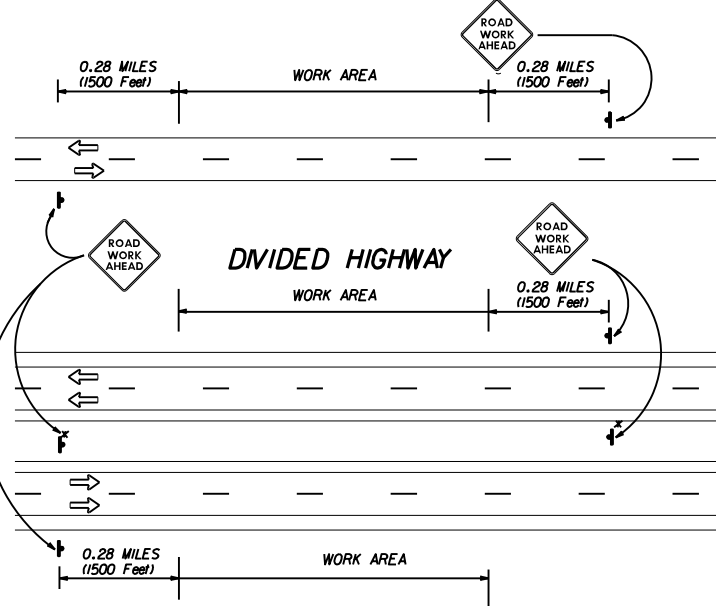 ROAD
WORK
AHEAD
0.28 MILES
(1500 Feet)
WORK AREA
0.28 MILES
(1500 Feet)
ROAD
WORK
AHEAD
ROAD
WORK
AHEAD
DIVIDED HIGHWAY
WORK AREA
0.28 MILES
(1500 Feet)
x
x
0.28 MILES
(1500 Feet)
WORK AREA